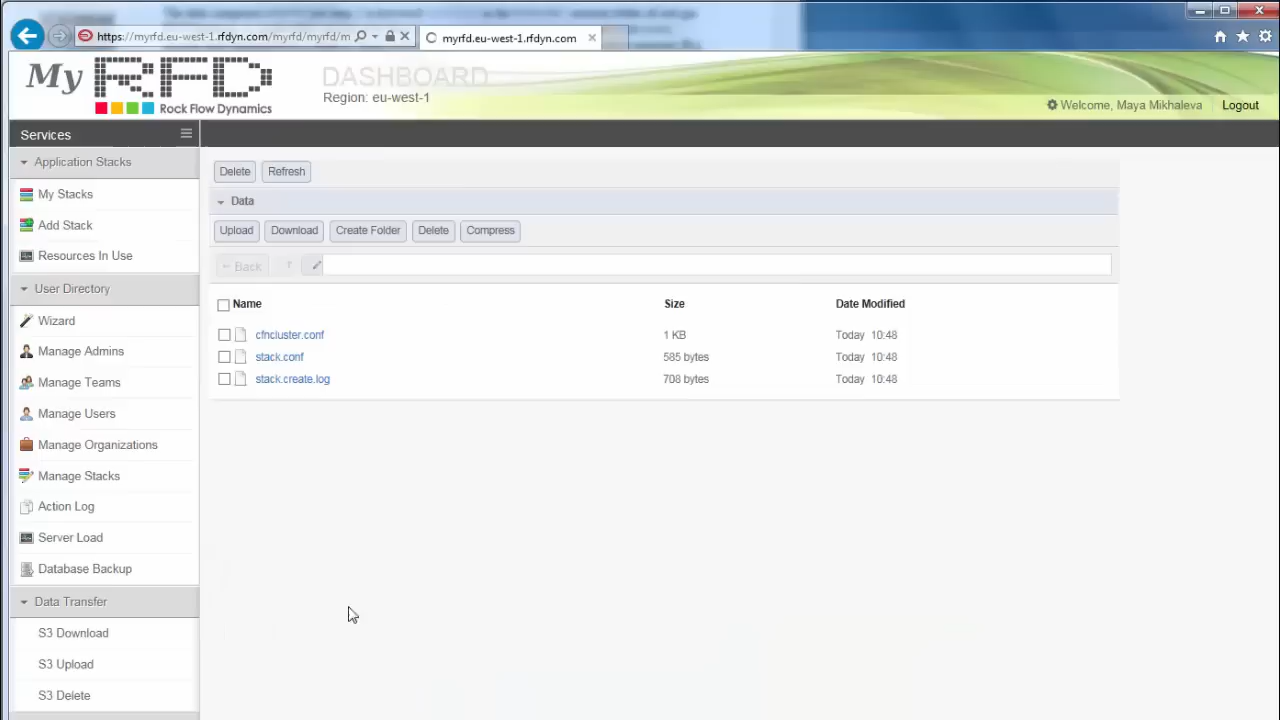 https://myrfd.eu-west-1.rfdyn.com/myrfd/myrfd/m
myrfd.eu-west-1.rfdyn.com
My RFD
Rock Flow Dynamics
DASHBOARD
Region: eu-west-1
Welcome, Maya Mikhaleva
Logout
Services
Application Stacks
My Stacks
Add Stack
Resources In Use
User Directory
Wizard
Manage Admins
Manage Teams
Manage Users
Manage Organizations
Manage Stacks
Action Log
Server Load
Database Backup
Data Transfer
S3 Download
S3 Upload
S3 Delete
Delete Refresh
Data
Upload Download Create Folder Delete Compress
← Back
Name Size Date Modified
cfncluster.conf 1 KB Today 10:48
stack.conf 585 bytes Today 10:48
stack.create.log 708 bytes Today 10:48